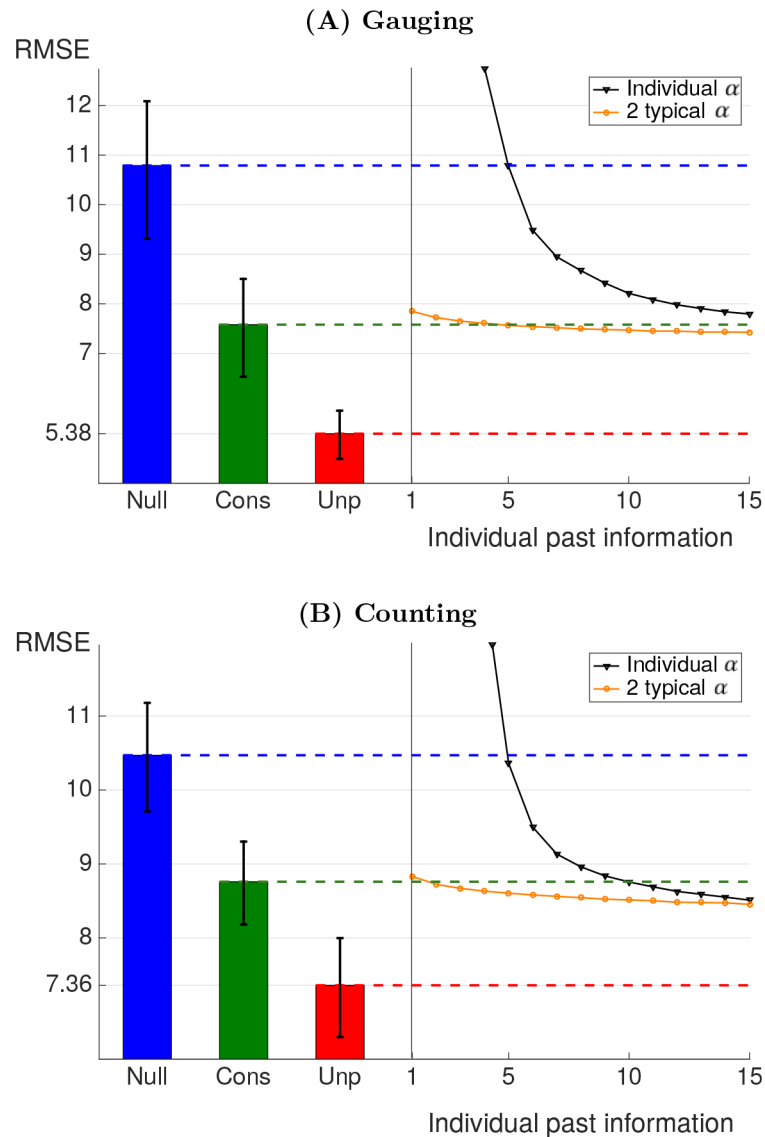 (A) Gauging
RMSE
Individual α
2 typical α
12
11
10
9
8
7
5.38
Null Cons Unp 1 5 10 15
Individual past information
(B) Counting
RMSE
Individual α
2 typical α
11
10
9
8
7.36
Null Cons Unp 1 5 10 15
Individual past information